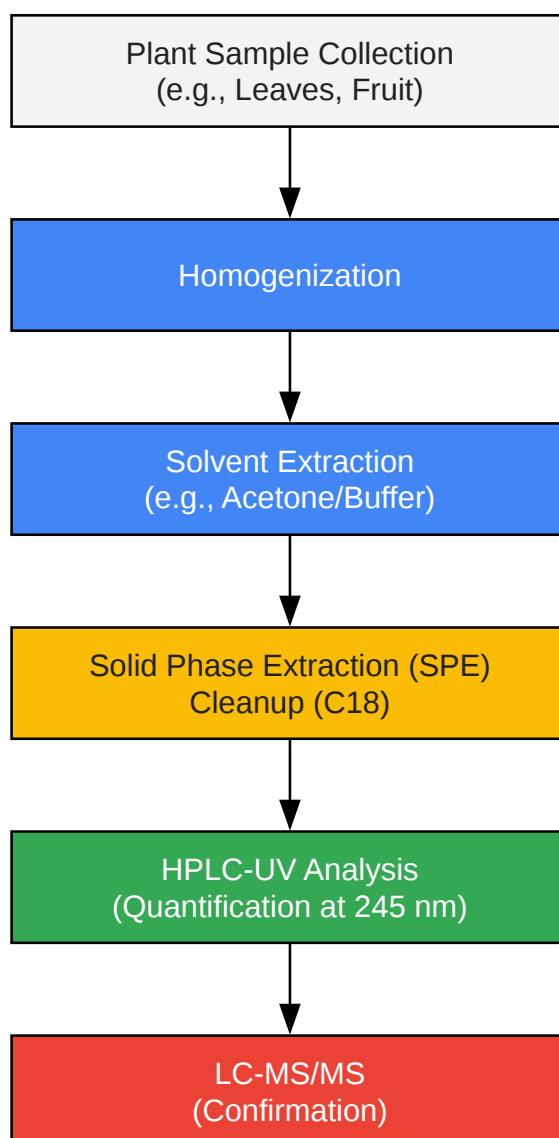 Plant Sample Collection
(e.g., Leaves, Fruit)
Homogenization
Solvent Extraction
(e.g., Acetone/Buffer)
Solid Phase Extraction (SPE)
Cleanup (C18)
HPLC-UV Analysis
(Quantification at 245 nm)
LC-MS/MS
(Confirmation)